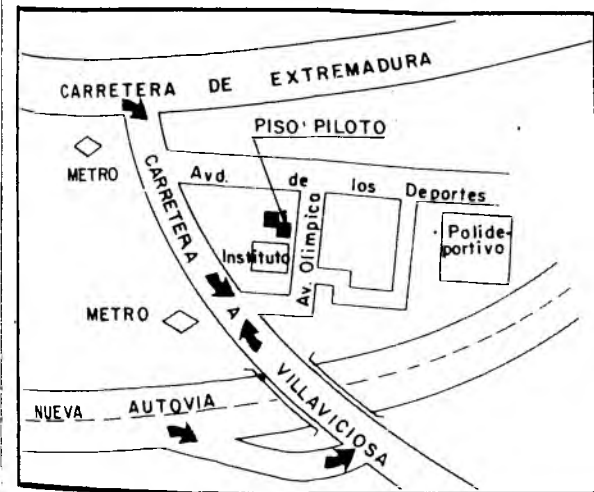 CARRETERA DE EXTREMADURA
PISO PILOTO
METRO
CARRETERA A VILLAVICIOSA
Avd. de los Deportes
Av. Olimpica
Instituto
Polide-
portivo
METRO
NUEVA AUTOVIA